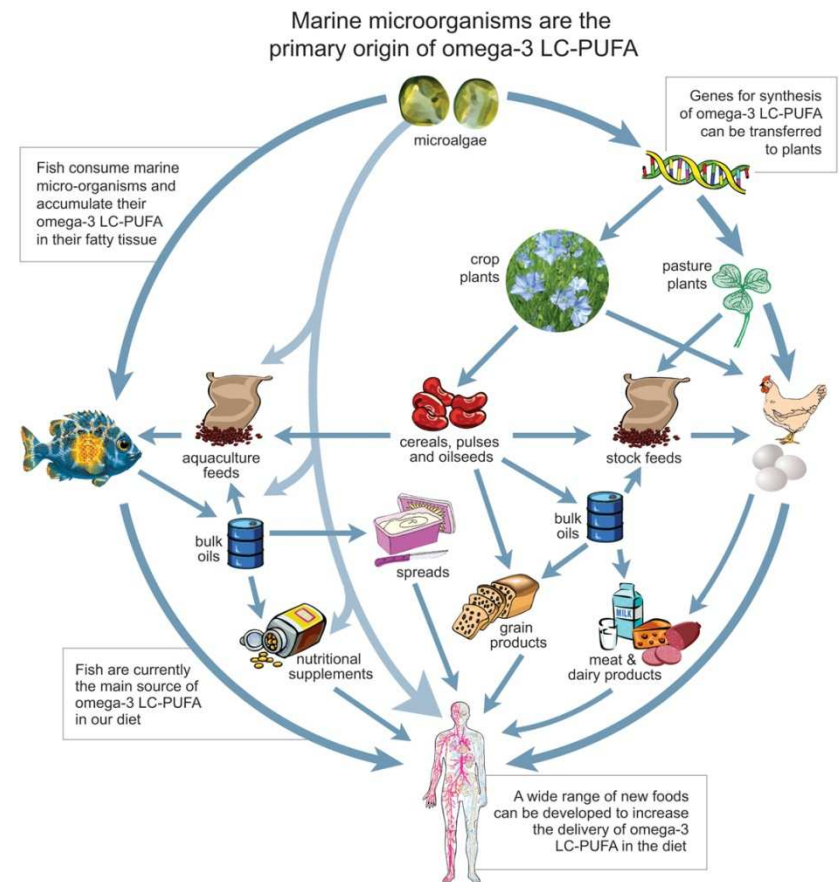 Marine microorganisms are the
primary origin of omega-3 LC-PUFA
microalgae
Genes for synthesis
of omega-3 LC-PUFA
can be transferred
to plants
Fish consume marine
micro-organisms and
accumulate their
omega-3 LC-PUFA
in their fatty tissue
crop
plants
pasture
plants
aquaculture
feeds
cereals, pulses
and oilseeds
stock feeds
bulk
oils
spreads
bulk
oils
grain
products
MILK
meat &
dairy products
nutritional
supplements
Fish are currently
the main source of
omega-3 LC-PUFA
in our diet
A wide range of new foods
can be developed to increase
the delivery of omega-3
LC-PUFA in the diet